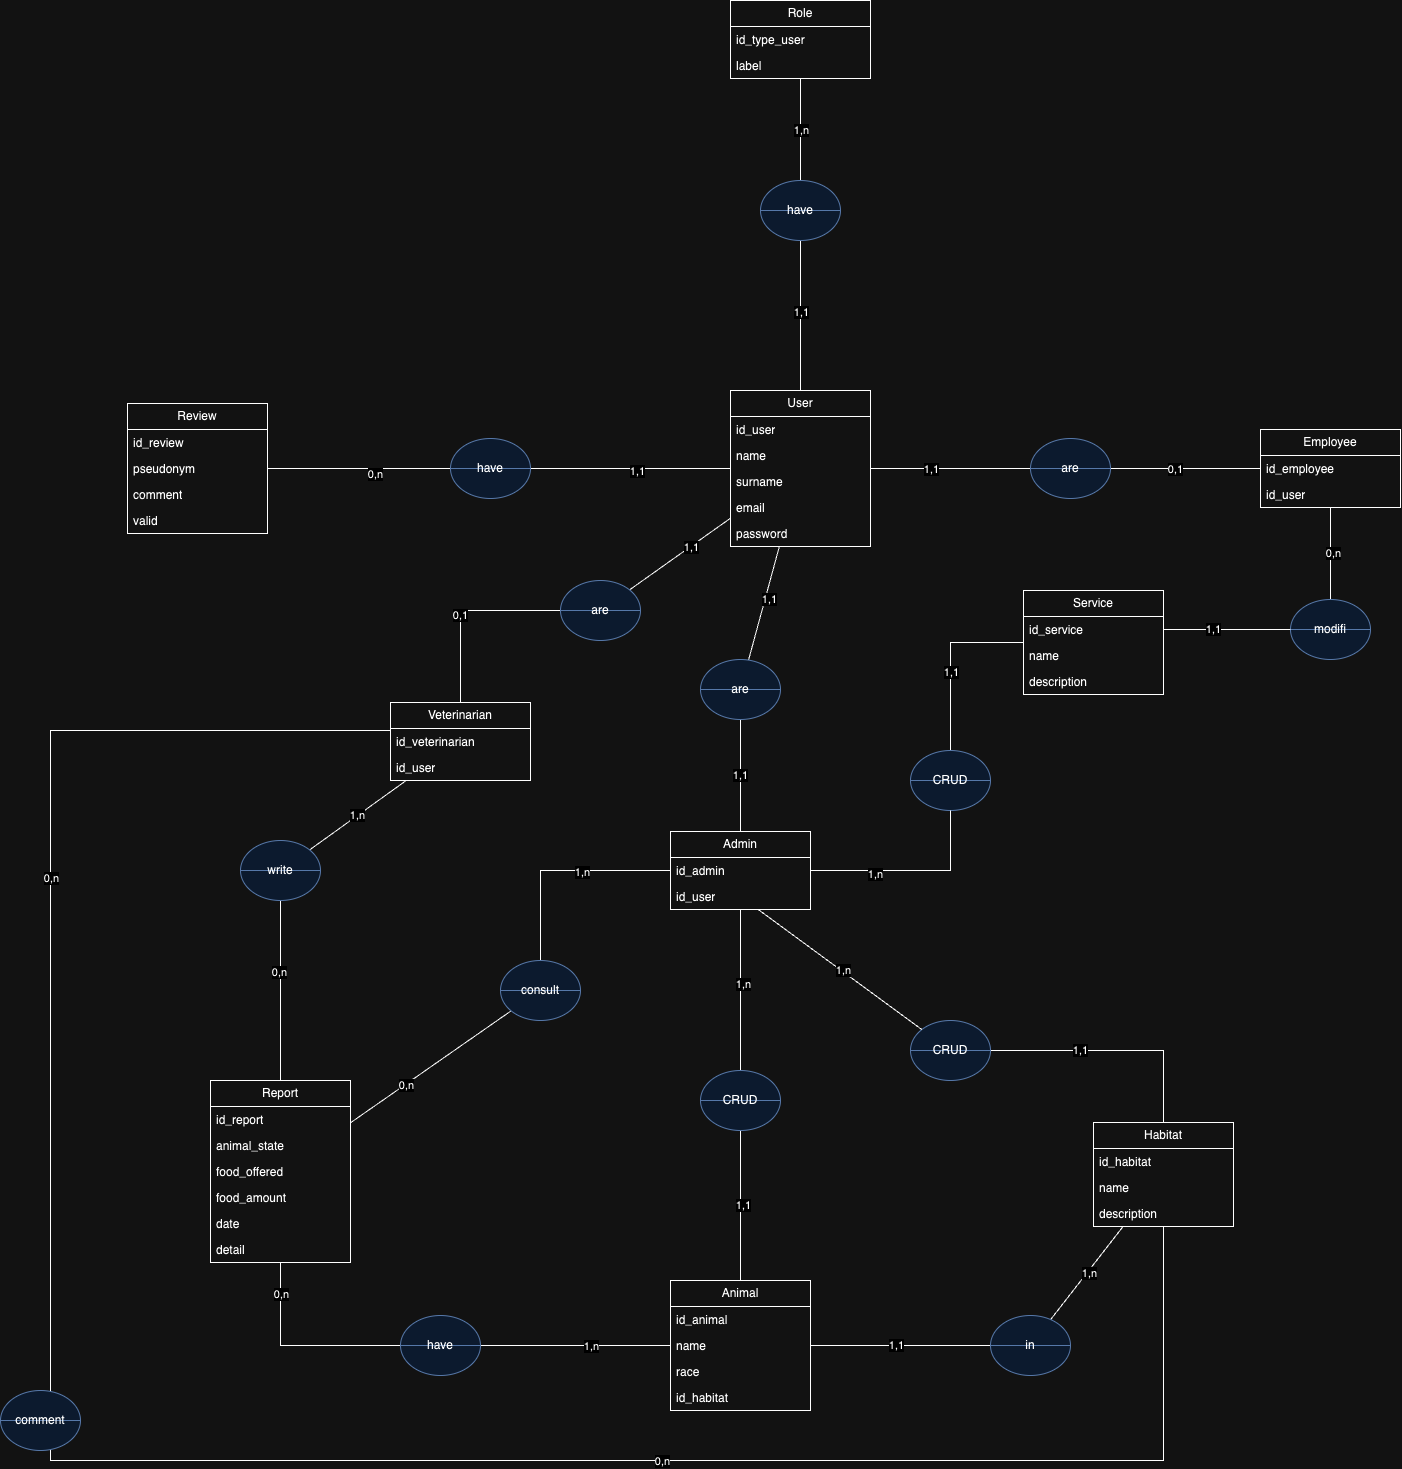 Role
id_type_user
label
1,n
have
1,1
User
id_user
name
surname
email
password
Review
id_review
pseudonym
comment
valid
0,n
have
1,1
1,1
are
0,1
Employee
id_employee
id_user
0,n
modifi
1,1
Service
id_service
name
description
1,1
CRUD
1,n
1,1
are
0,1
1,1
are
1,1
Veterinarian
id_veterinarian
id_user
1,n
write
0,n
0,n
Admin
id_admin
id_user
1,n
consult
0,n
1,n
CRUD
1,1
1,n
CRUD
1,1
Report
id_report
animal_state
food_offered
food_amount
date
detail
0,n
have
1,n
Animal
id_animal
name
race
id_habitat
1,1
in
1,n
Habitat
id_habitat
name
description
comment
0,n